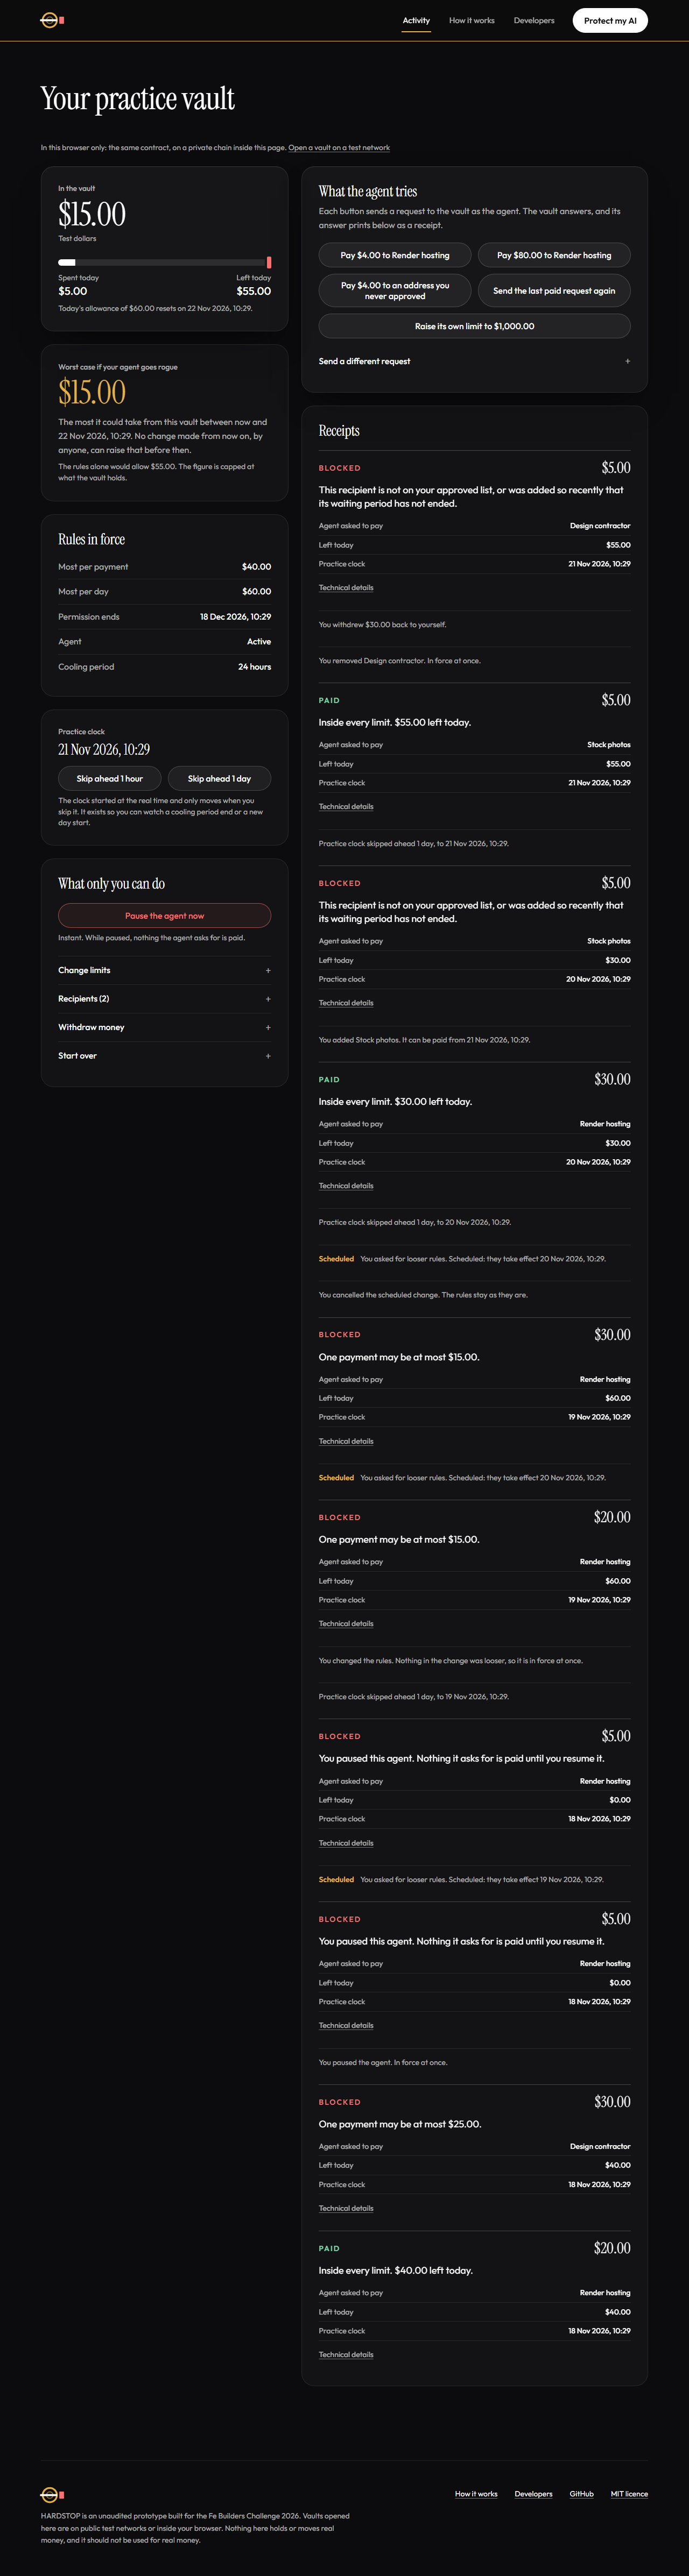 Activity
How it works
Developers
Protect my AI
Your practice vault
In this browser only: the same contract, on a private chain inside this page. Open a vault on a test network
In the vault
$15.00
Test dollars
Spent today
Left today
$5.00
$55.00
Today's allowance of $60.00 resets on 22 Nov 2026, 10:29.
Worst case if your agent goes rogue
$15.00
The most it could take from this vault between now and
22 Nov 2026, 10:29. No change made from now on, by
anyone, can raise that before then.
The rules alone would allow $55.00. The figure is capped at
what the vault holds.
Rules in force
Most per payment $40.00
Most per day $60.00
Permission ends 18 Dec 2026, 10:29
Agent Active
Cooling period 24 hours
Practice clock
21 Nov 2026, 10:29
Skip ahead 1 hour
Skip ahead 1 day
The clock started at the real time and only moves when you
skip it. It exists so you can watch a cooling period end or a new
day start.
What only you can do
Pause the agent now
Instant. While paused, nothing the agent asks for is paid.
Change limits +
Recipients (2) +
Withdraw money +
Start over +
What the agent tries
Each button sends a request to the vault as the agent. The vault answers, and its
answer prints below as a receipt.
Pay $4.00 to Render hosting
Pay $80.00 to Render hosting
Pay $4.00 to an address you
never approved
Send the last paid request again
Raise its own limit to $1,000.00
Send a different request +
Receipts
BLOCKED $5.00
This recipient is not on your approved list, or was added so recently that
its waiting period has not ended.
Agent asked to pay Design contractor
Left today $55.00
Practice clock 21 Nov 2026, 10:29
Technical details
You withdrew $30.00 back to yourself.
You removed Design contractor. In force at once.
PAID $5.00
Inside every limit. $55.00 left today.
Agent asked to pay Stock photos
Left today $55.00
Practice clock 21 Nov 2026, 10:29
Technical details
Practice clock skipped ahead 1 day, to 21 Nov 2026, 10:29.
BLOCKED $5.00
This recipient is not on your approved list, or was added so recently that
its waiting period has not ended.
Agent asked to pay Stock photos
Left today $30.00
Practice clock 20 Nov 2026, 10:29
Technical details
You added Stock photos. It can be paid from 21 Nov 2026, 10:29.
PAID $30.00
Inside every limit. $30.00 left today.
Agent asked to pay Render hosting
Left today $30.00
Practice clock 20 Nov 2026, 10:29
Technical details
Practice clock skipped ahead 1 day, to 20 Nov 2026, 10:29.
Scheduled You asked for looser rules. Scheduled: they take effect 20 Nov 2026, 10:29.
You cancelled the scheduled change. The rules stay as they are.
BLOCKED $30.00
One payment may be at most $15.00.
Agent asked to pay Render hosting
Left today $60.00
Practice clock 19 Nov 2026, 10:29
Technical details
Scheduled You asked for looser rules. Scheduled: they take effect 20 Nov 2026, 10:29.
BLOCKED $20.00
One payment may be at most $15.00.
Agent asked to pay Render hosting
Left today $60.00
Practice clock 19 Nov 2026, 10:29
Technical details
You changed the rules. Nothing in the change was looser, so it is in force at once.
Practice clock skipped ahead 1 day, to 19 Nov 2026, 10:29.
BLOCKED $5.00
You paused this agent. Nothing it asks for is paid until you resume it.
Agent asked to pay Render hosting
Left today $0.00
Practice clock 18 Nov 2026, 10:29
Technical details
Scheduled You asked for looser rules. Scheduled: they take effect 19 Nov 2026, 10:29.
BLOCKED $5.00
You paused this agent. Nothing it asks for is paid until you resume it.
Agent asked to pay Render hosting
Left today $0.00
Practice clock 18 Nov 2026, 10:29
Technical details
You paused the agent. In force at once.
BLOCKED $30.00
One payment may be at most $25.00.
Agent asked to pay Design contractor
Left today $40.00
Practice clock 18 Nov 2026, 10:29
Technical details
PAID $20.00
Inside every limit. $40.00 left today.
Agent asked to pay Render hosting
Left today $40.00
Practice clock 18 Nov 2026, 10:29
Technical details
How it works
Developers
GitHub
MIT licence
HARDSTOP is an unaudited prototype built for the Fe Builders Challenge 2026. Vaults opened
here are on public test networks or inside your browser. Nothing here holds or moves real
money, and it should not be used for real money.